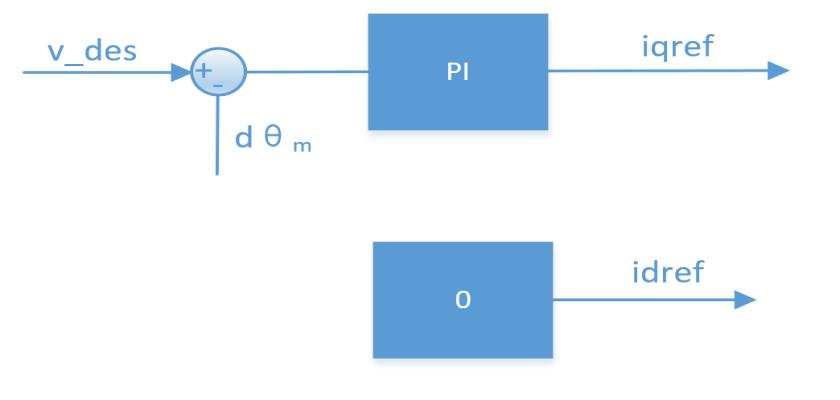 v_des
+
-
d θ m
PI
iqref
0
idref